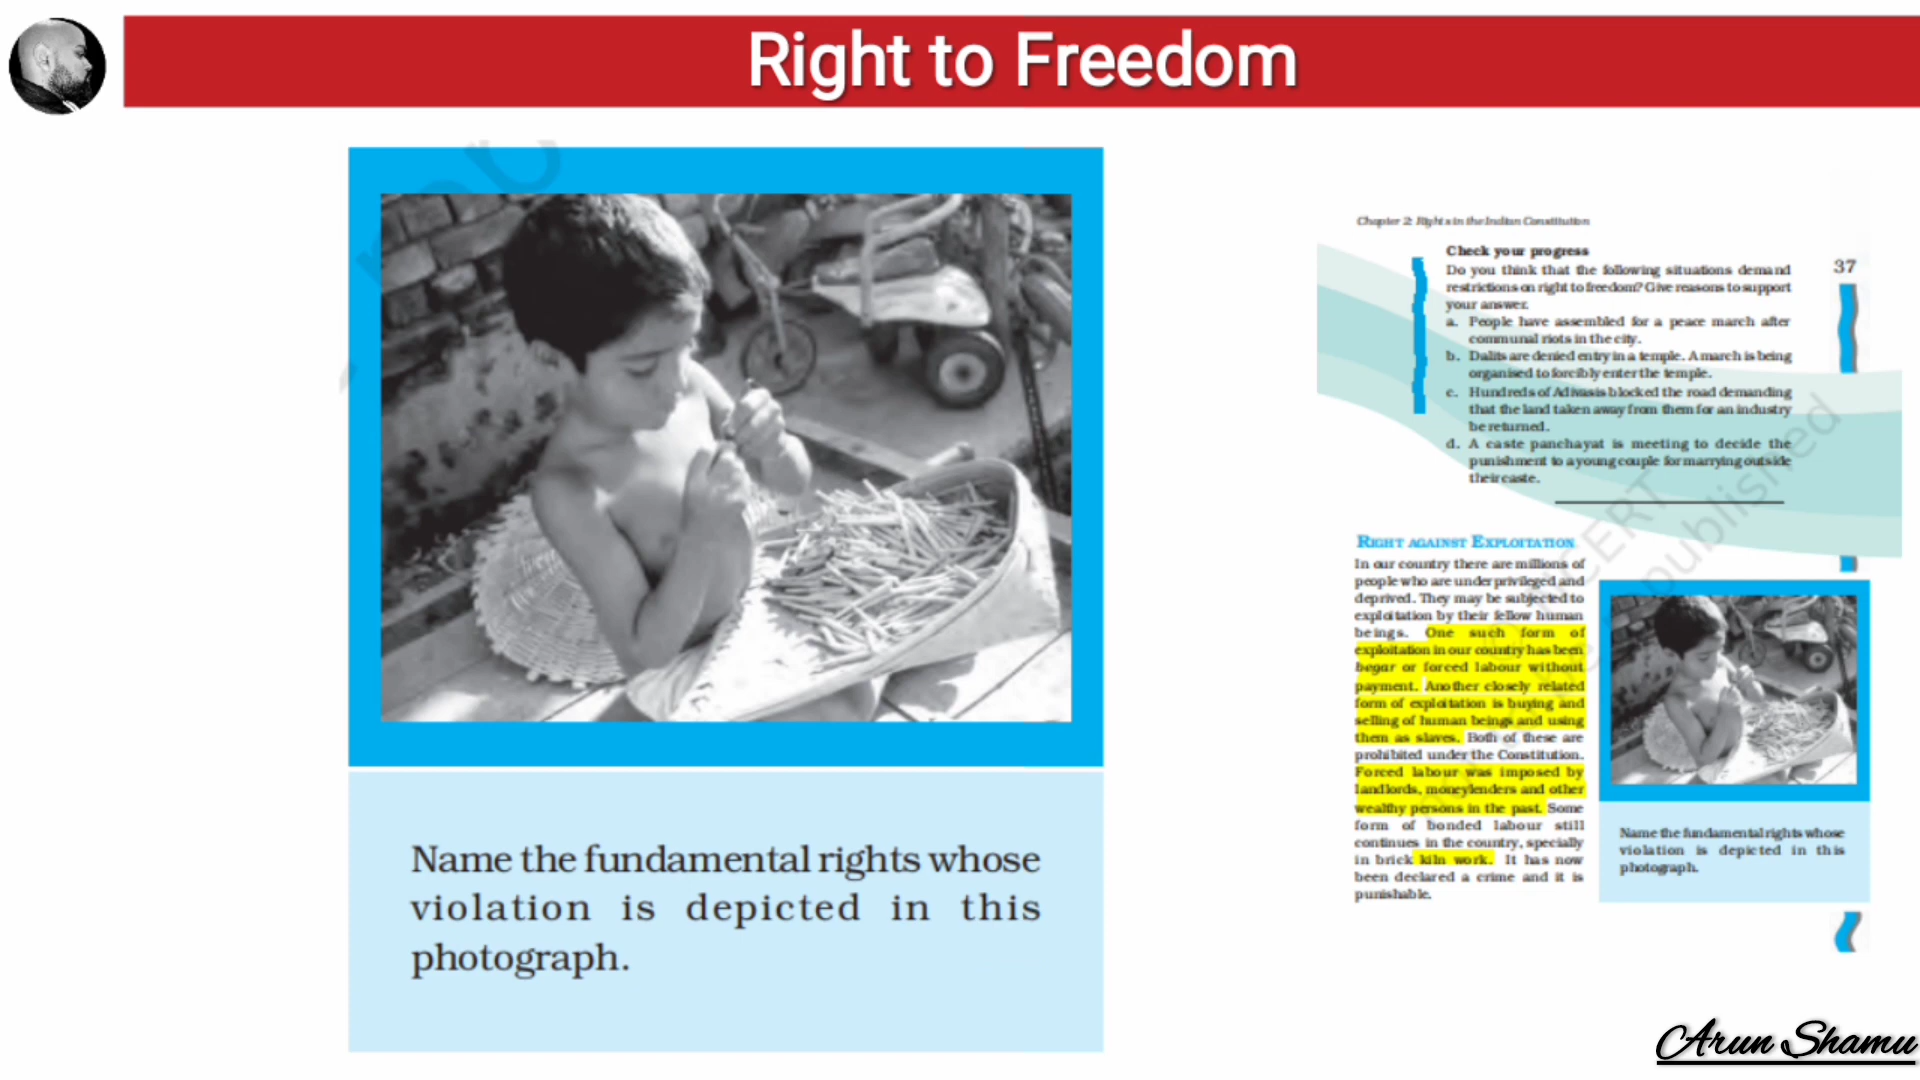 Right to Freedom
Name the fundamental rights whose
violation is depicted in this
photograph.
Chapter 2: Rights in the Indian Constitution
37
Check your progress
Do you think that the following situations demand
restrictions on right to freedom? Give reasons to support
your answer.
a. People have assembled for a peace march after
communal riots in the city.
b. Dalits are denied entry in a temple. A march is being
organised to forcibly enter the temple.
c. Hundreds of Adivasis blocked the road demanding
that the land taken away from them for an industry
be returned.
d. A caste panchayat is meeting to decide the
punishment to a young couple for marrying outside
their caste.
RIGHT AGAINST EXPLOITATION
In our country there are millions of
people who are underprivileged and
deprived. They may be subjected to
exploitation by their fellow human
beings. One such form of
exploitation in our country has been
begar or forced labour without
payment. Another closely related
form of exploitation is buying and
selling of human beings and using
them as slaves. Both of these are
prohibited under the Constitution.
Forced labour was imposed by
landlords, moneylenders and other
wealthy persons in the past. Some
form of bonded labour still
continues in the country, specially
in brick kiln work. It has now
been declared a crime and it is
punishable.
Name the fundamental rights whose
violation is depicted in this
photograph.
published
Arun Shamu